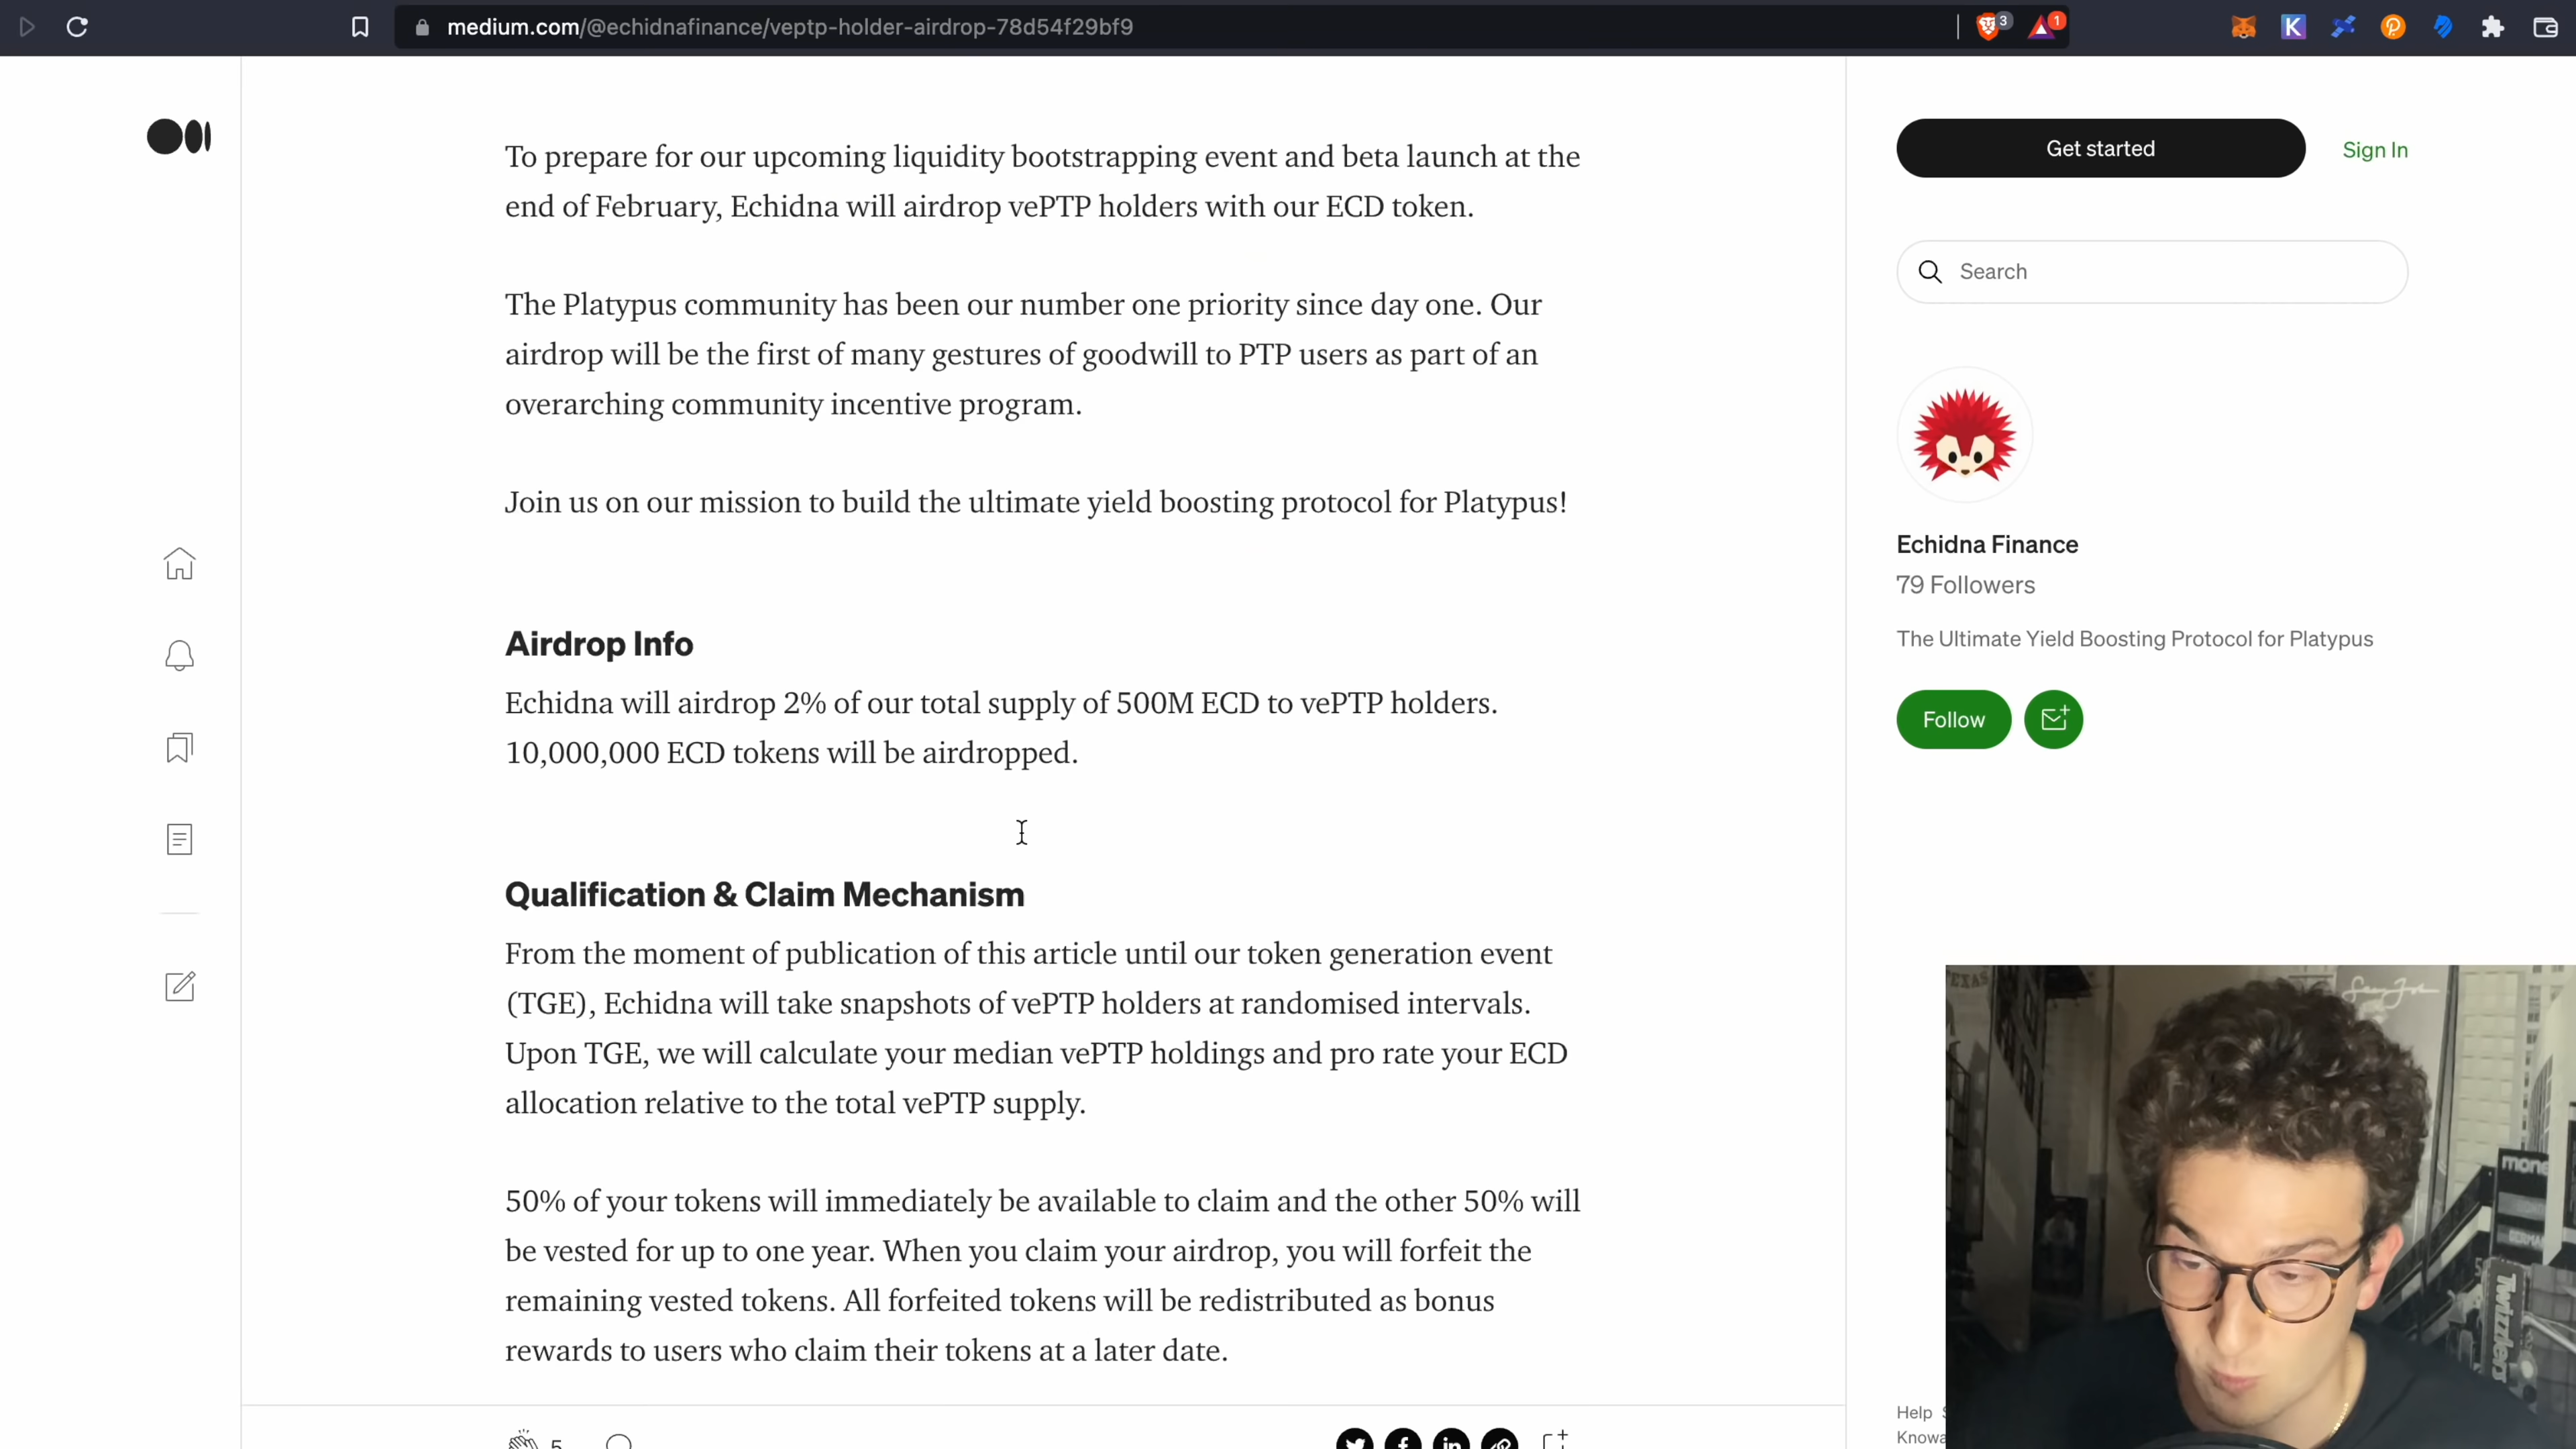 medium.com/@echidnafinance/veptp-holder-airdrop-78d54f29bf9
3
1
K
To prepare for our upcoming liquidity bootstrapping event and beta launch at the
end of February, Echidna will airdrop vePTP holders with our ECD token.
The Platypus community has been our number one priority since day one. Our
airdrop will be the first of many gestures of goodwill to PTP users as part of an
overarching community incentive program.
Join us on our mission to build the ultimate yield boosting protocol for Platypus!
Airdrop Info
Echidna will airdrop 2% of our total supply of 500M ECD to vePTP holders.
10,000,000 ECD tokens will be airdropped.
Qualification & Claim Mechanism
From the moment of publication of this article until our token generation event
(TGE), Echidna will take snapshots of vePTP holders at randomised intervals.
Upon TGE, we will calculate your median vePTP holdings and pro rate your ECD
allocation relative to the total vePTP supply.
50% of your tokens will immediately be available to claim and the other 50% will
be vested for up to one year. When you claim your airdrop, you will forfeit the
remaining vested tokens. All forfeited tokens will be redistributed as bonus
rewards to users who claim their tokens at a later date.
5
Get started
Sign In
Search
Echidna Finance
79 Followers
The Ultimate Yield Boosting Protocol for Platypus
Follow
Help
TEXAS
Twizzlers